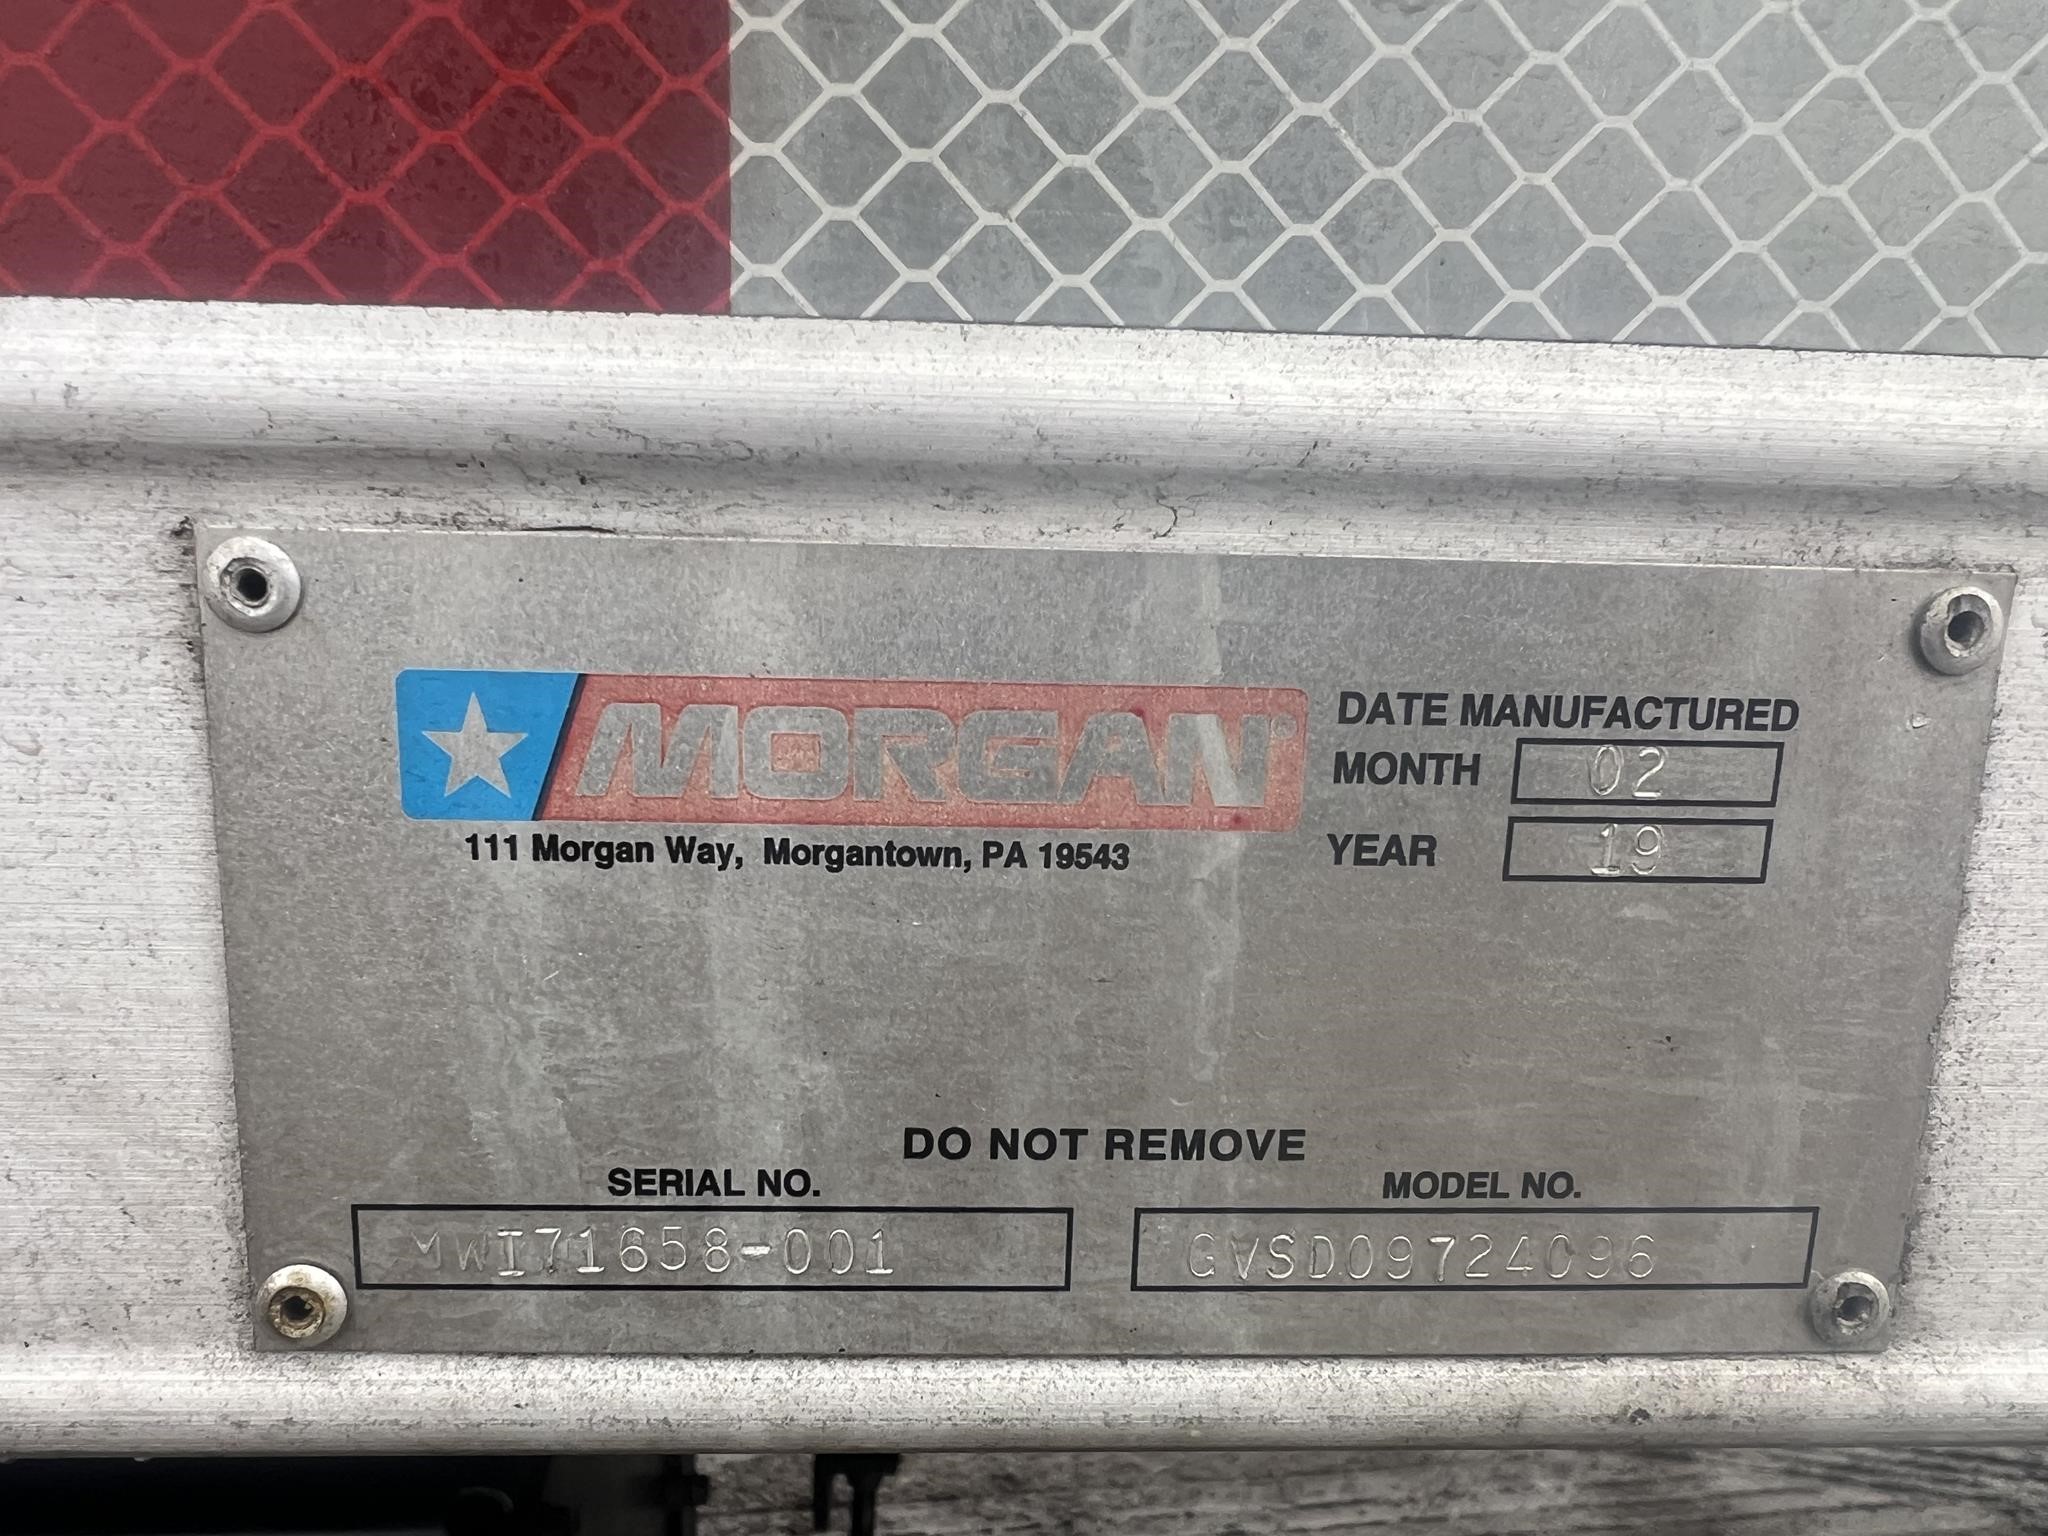 MORGAN®
111 Morgan Way, Morgantown, PA 19543
DATE MANUFACTURED
MONTH 02
YEAR 19
DO NOT REMOVE
SERIAL NO.
MWI71658-001
MODEL NO.
GVSD09724096